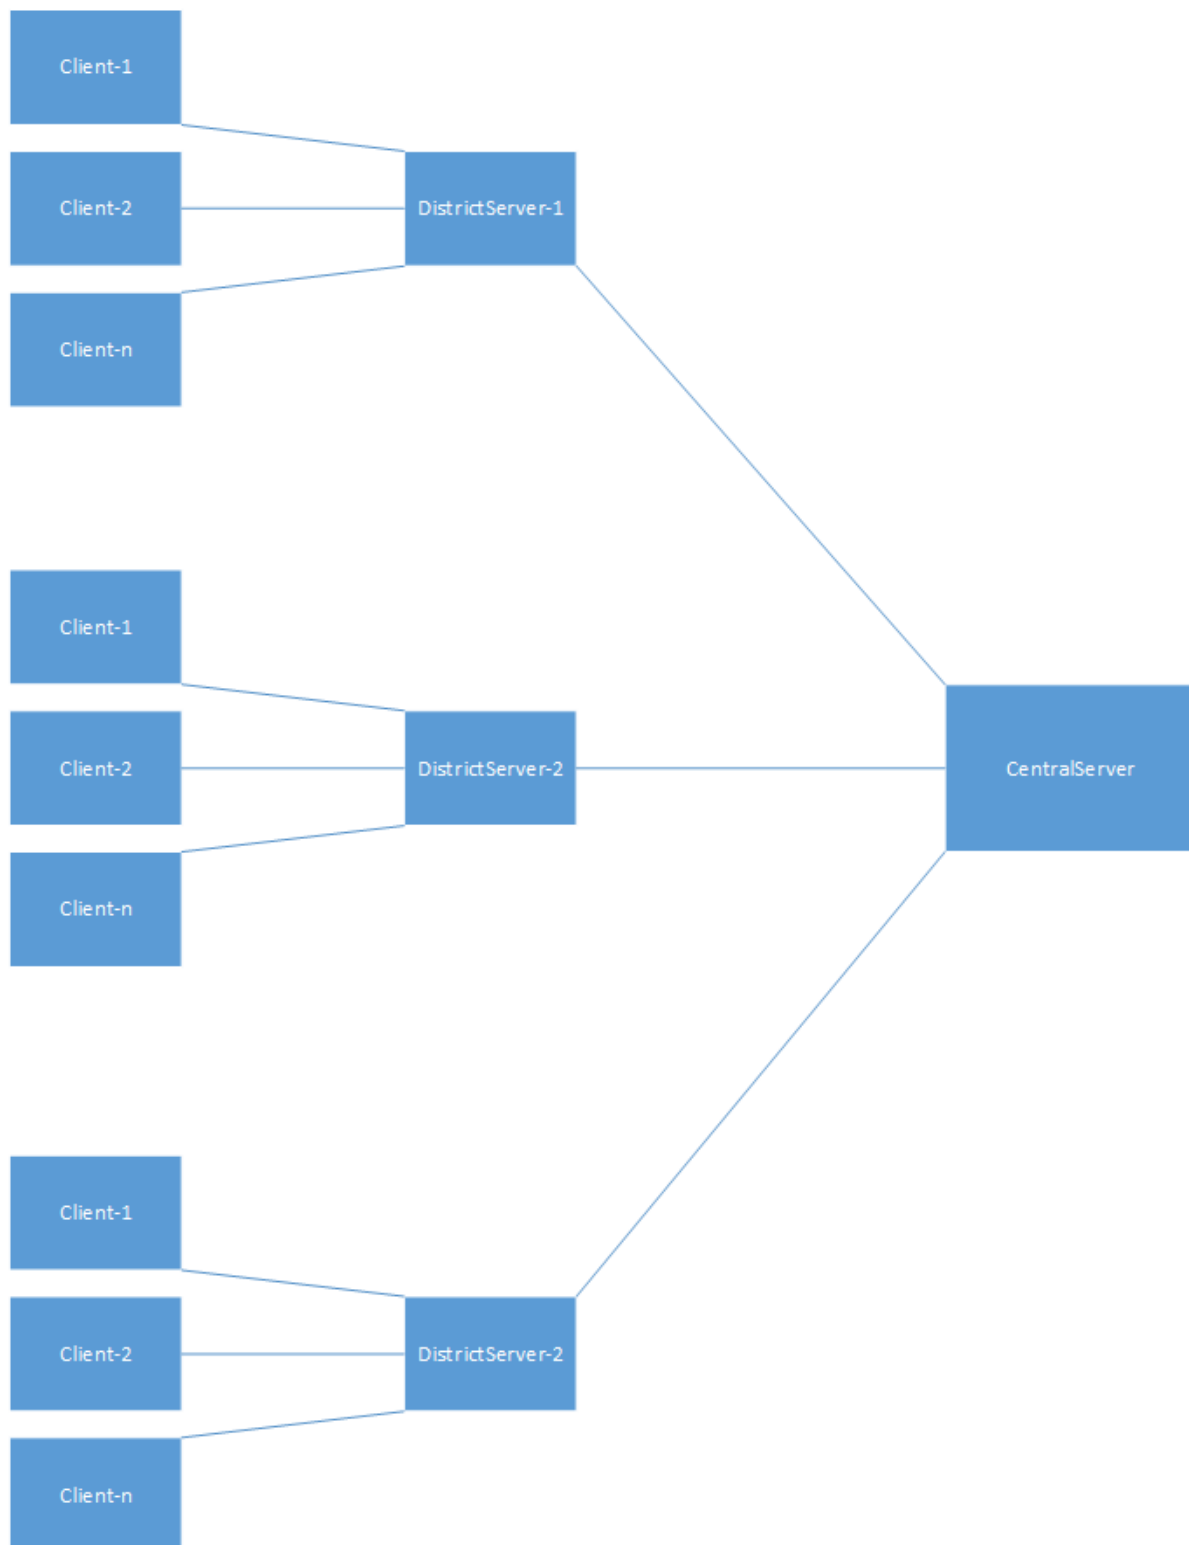 Client-1
Client-2
DistrictServer-1
Client-n
Client-1
Client-2
DistrictServer-2
CentralServer
Client-n
Client-1
Client-2
DistrictServer-2
Client-n